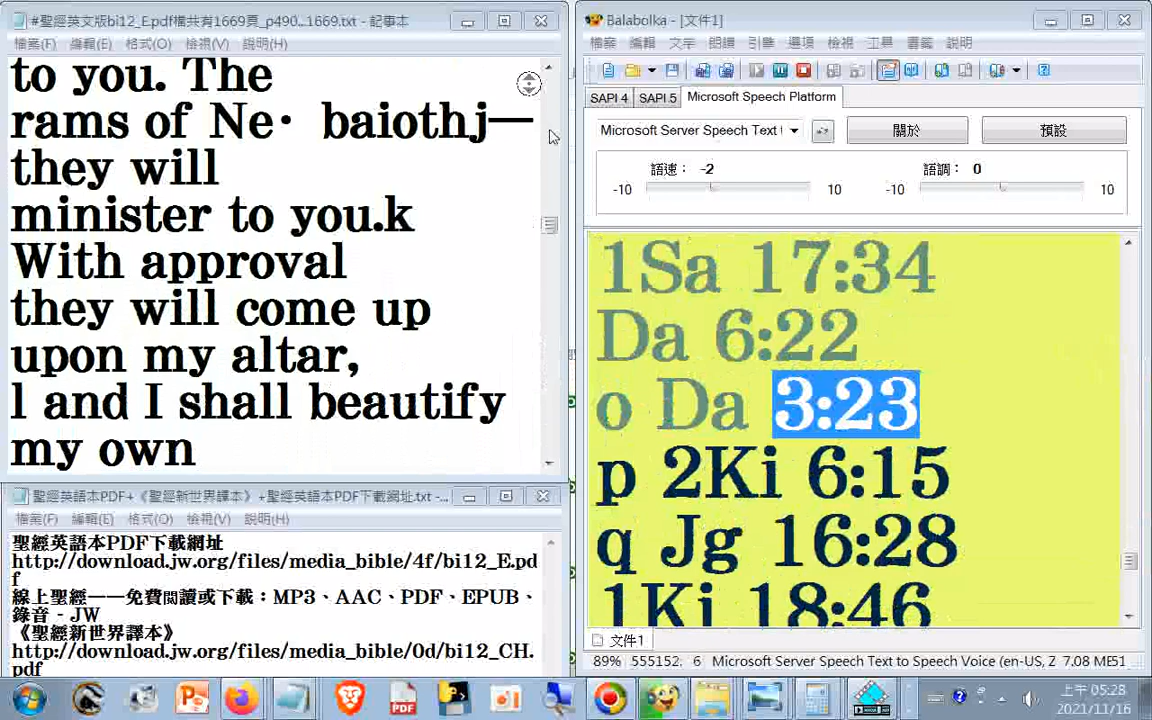 #聖經英文版bi12_E.pdf檔共有1669頁_p490...1669.txt - 記事本
檔案(F) 編輯(E) 格式(O) 檢視(V) 說明(H)
to you. The
rams of Ne· baiothj—
they will
minister to you.k
With approval
they will come up
upon my altar,
l and I shall beautify
my own
聖經英語本PDF+《聖經新世界譯本》+聖經英語本PDF下載網址.txt -...
檔案(F) 編輯(E) 格式(O) 檢視(V) 說明(H)
聖經英語本PDF下載網址
http://download.jw.org/files/media_bible/4f/bi12_E.pd
f
線上聖經——免費閱讀或下載：MP3、AAC、PDF、EPUB、
錄音 - JW
《聖經新世界譯本》
http://download.jw.org/files/media_bible/0d/bi12_CH.
pdf
Balabolka - [文件1]
檔案 編輯 文字 朗讀 引擎 選項 檢視 工具 書籤 說明
SAPI 4 SAPI 5 Microsoft Speech Platform
Microsoft Server Speech Text 關於 預設
語速： -2 語調： 0
-10 10 -10 10
1Sa 17:34
Da 6:22
o Da 3:23
p 2Ki 6:15
q Jg 16:28
1Ki 18:46
文件1
89% 555152, 6 Microsoft Server Speech Text to Speech Voice (en-US, Z 7.08 ME51
上午 05:28
2021/11/16